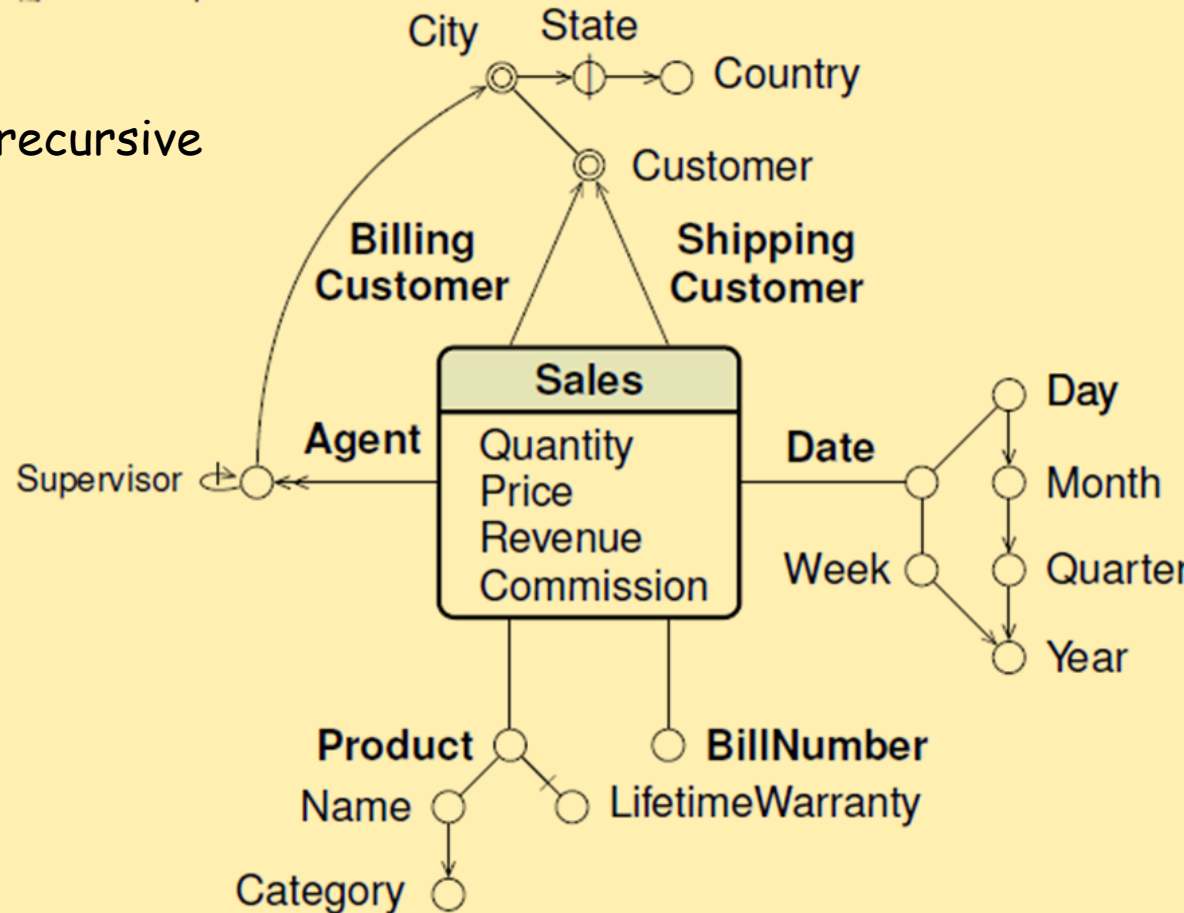 City
State
Country
recursive
Customer
Billing
Customer
Shipping
Customer
Sales
Quantity
Price
Revenue
Commission
Agent
Supervisor
Date
Day
Month
Week
Quarter
Year
Product
BillNumber
Name
LifetimeWarranty
Category